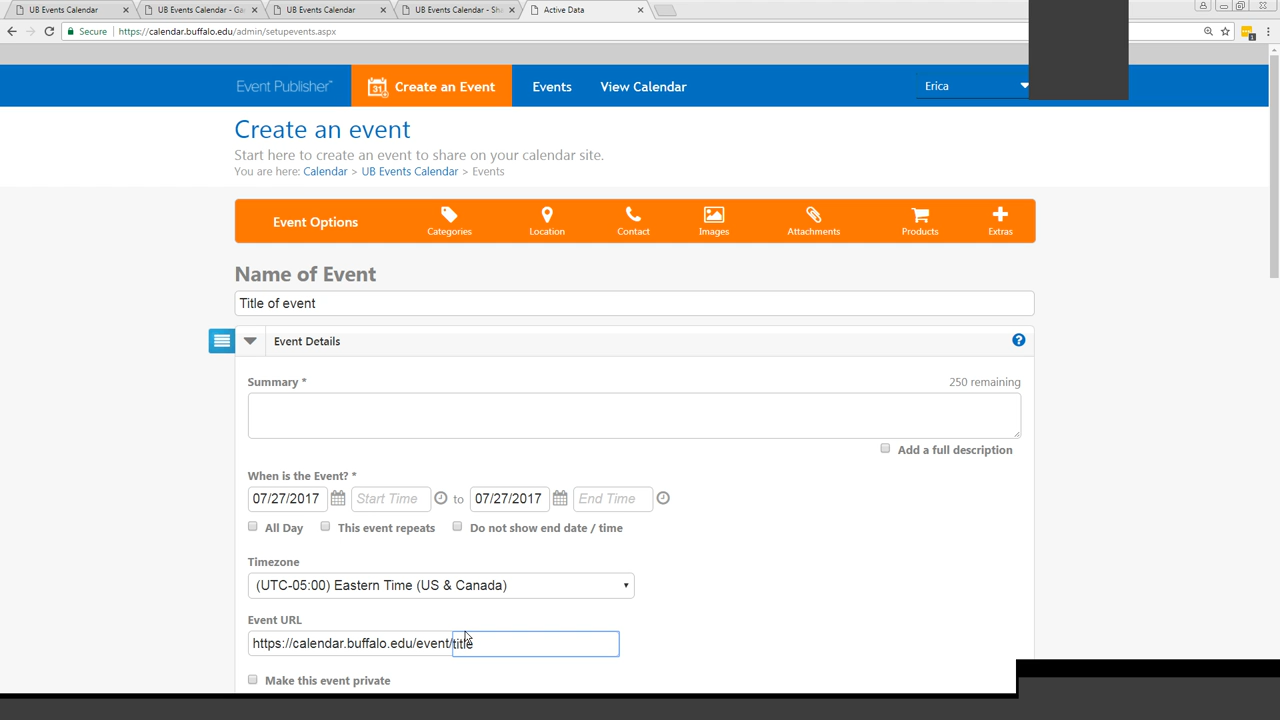 UB Events Calendar
UB Events Calendar - Ga
UB Events Calendar
UB Events Calendar - Sha
Active Data
Secure
https://calendar.buffalo.edu/admin/setupevents.aspx
Event Publisher™
31
Create an Event
Events
View Calendar
Erica
Create an event
Start here to create an event to share on your calendar site.
You are here: Calendar > UB Events Calendar > Events
Event Options
Categories
Location
Contact
Images
Attachments
Products
Extras
Name of Event
Title of event
Event Details
?
Summary *
250 remaining
Add a full description
When is the Event? *
07/27/2017
Start Time
to
07/27/2017
End Time
All Day
This event repeats
Do not show end date / time
Timezone
(UTC-05:00) Eastern Time (US & Canada)
Event URL
https://calendar.buffalo.edu/event/title
Make this event private